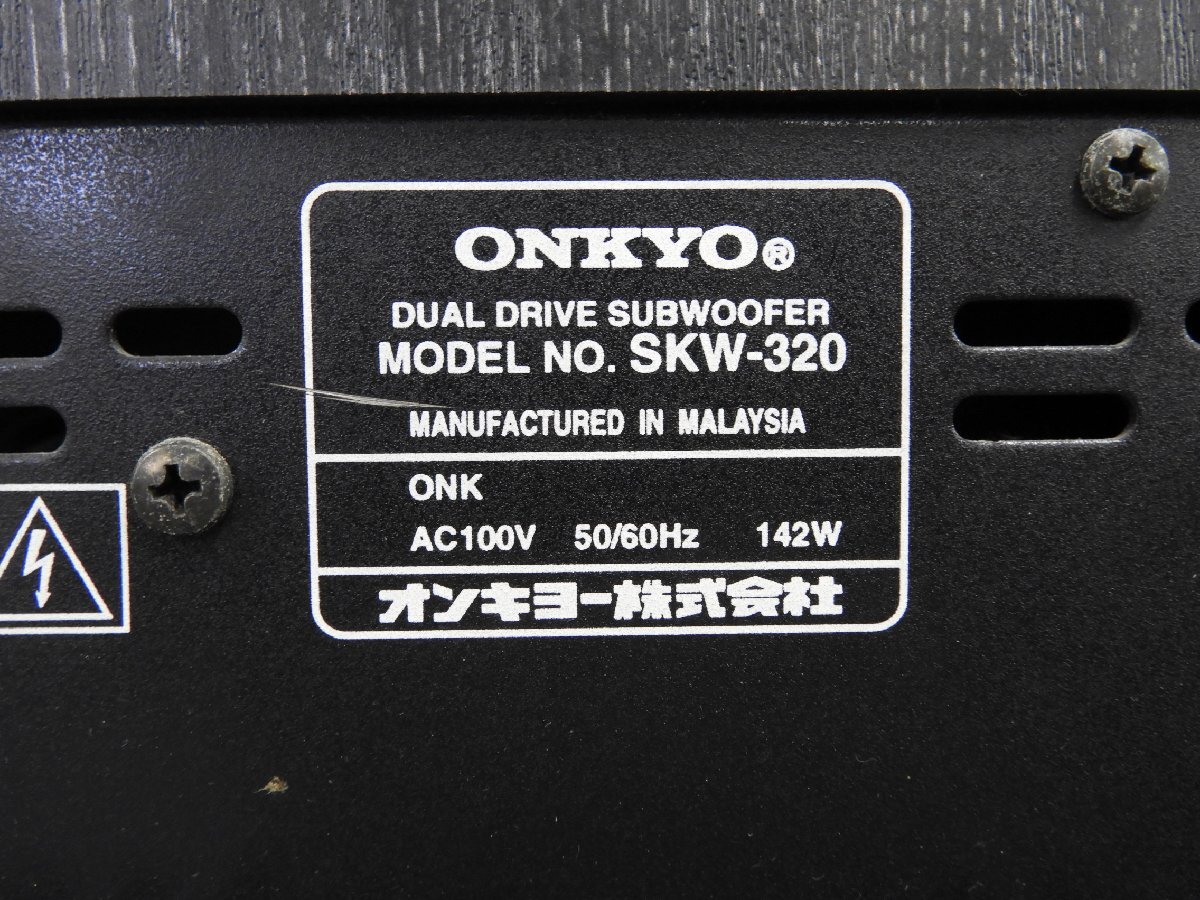 ONKYO®
DUAL DRIVE SUBWOOFER
MODEL NO. SKW-320
MANUFACTURED IN MALAYSIA
ONK
AC100V 50/60Hz 142W
オンキヨー株式会社